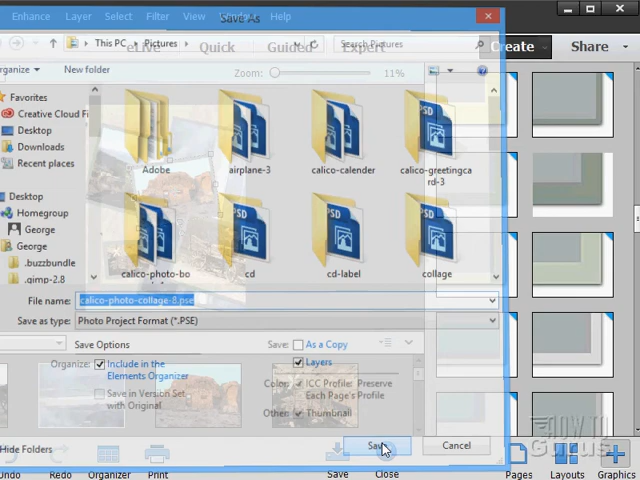 Enhance Layer Select Filter View Help
Save As
This PC Pictures
Search Pictures
eLive Quick Guided Expert
Create Share
Organize New folder
Zoom: 11%
Favorites
Creative Cloud Fi
Desktop
Downloads
Recent places
Desktop
Homegroup
George
George
.buzzbundle
.gimp-2.8
Adobe
airplane-3
calico-calender
calico-greetingca
rd-3
calico-photo-bo
cd
cd-label
collage
File name: calico-photo-collage-8.pse
Save as type: Photo Project Format (*.PSE)
Save Options
Organize: Include in the
Elements Organizer
Save in Version Set
with Original
Save: As a Copy
Layers
Color: ICC Profile: Preserve
Each Page's Profile
Other: Thumbnail
Hide Folders
Save
Cancel
Undo Redo Organizer Print Save Close Pages Layouts Graphics
HOW TO
Gurus